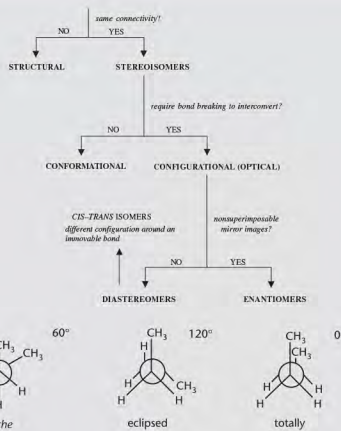 same connectivity?
NO YES
STRUCTURAL STEREOISOMERS
require bond breaking to interconvert?
NO YES
CONFORMATIONAL CONFIGURATIONAL (OPTICAL)
CIS–TRANS ISOMERS
different configuration around an
immovable bond
nonsuperimposable
mirror images?
NO YES
DIASTEREOMERS ENANTIOMERS
60° CH3 120° 0
CH3 CH3 H CH3 H
H H CH3 H H
H H H
eclipsed totally